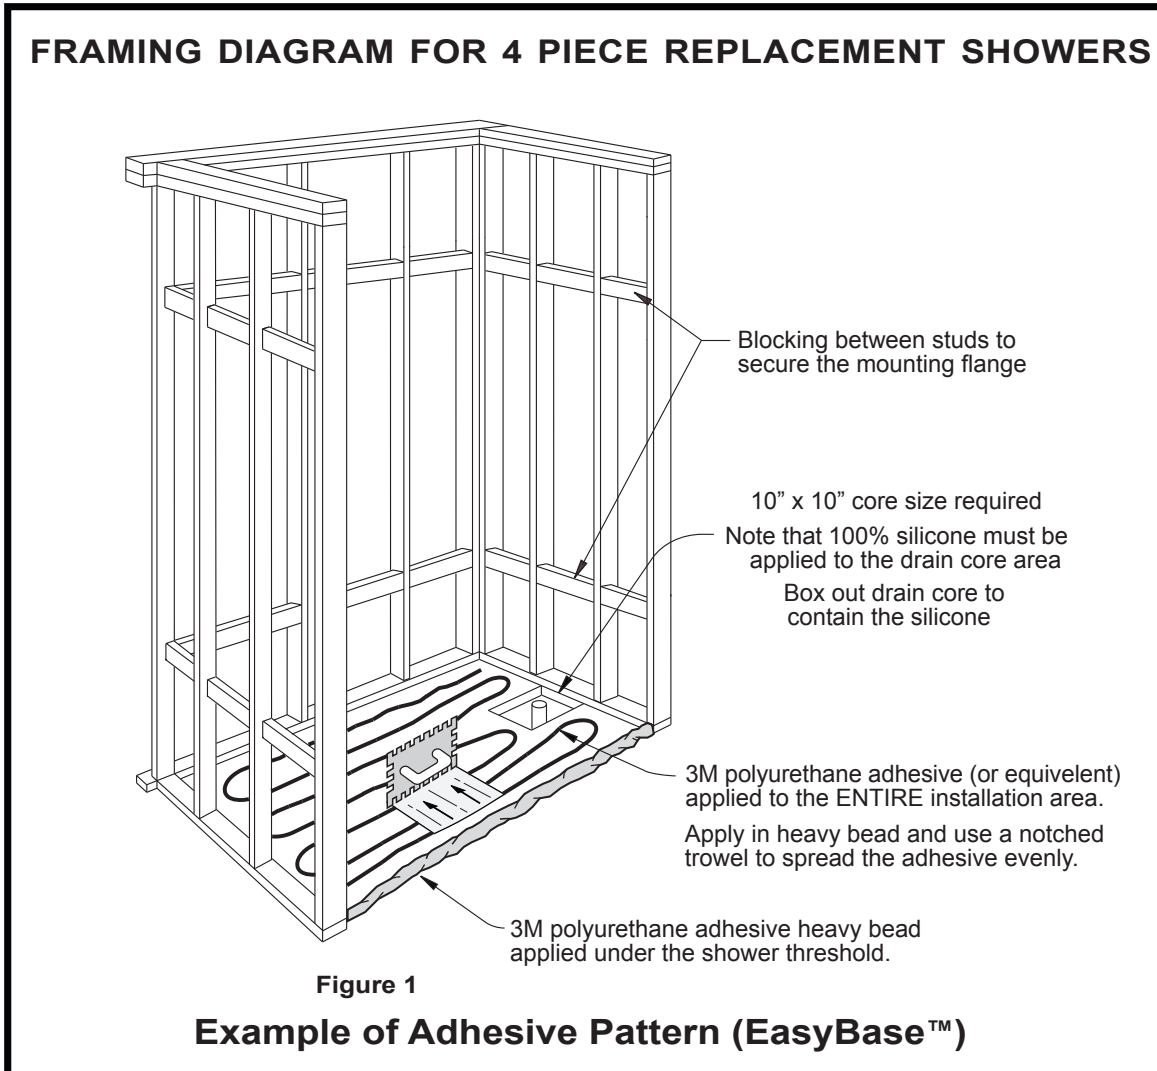 FRAMING DIAGRAM FOR 4 PIECE REPLACEMENT SHOWERS
Blocking between studs to
secure the mounting flange
10” x 10” core size required
Note that 100% silicone must be
applied to the drain core area
Box out drain core to
contain the silicone
3M polyurethane adhesive (or equivelent)
applied to the ENTIRE installation area.
Apply in heavy bead and use a notched
trowel to spread the adhesive evenly.
3M polyurethane adhesive heavy bead
applied under the shower threshold.
Figure 1
Example of Adhesive Pattern (EasyBase™)